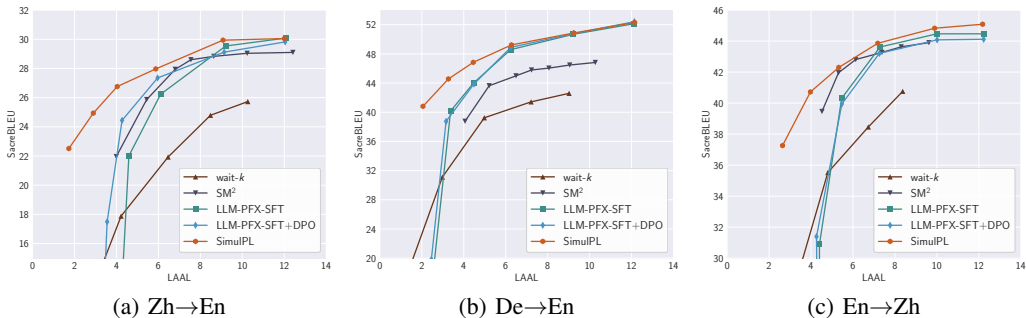 32
30
28
26
24
22
20
18
16
SacreBLEU
0 2 4 6 8 10 12 14
LAAL
wait-k
SM²
LLM-PFX-SFT
LLM-PFX-SFT+DPO
SimulPL
(a) Zh→En
52
48
44
40
36
32
28
24
20
SacreBLEU
0 2 4 6 8 10 12 14
LAAL
wait-k
SM²
LLM-PFX-SFT
LLM-PFX-SFT+DPO
SimulPL
(b) De→En
46
44
42
40
38
36
34
32
30
SacreBLEU
0 2 4 6 8 10 12 14
LAAL
wait-k
SM²
LLM-PFX-SFT
LLM-PFX-SFT+DPO
SimulPL
(c) En→Zh